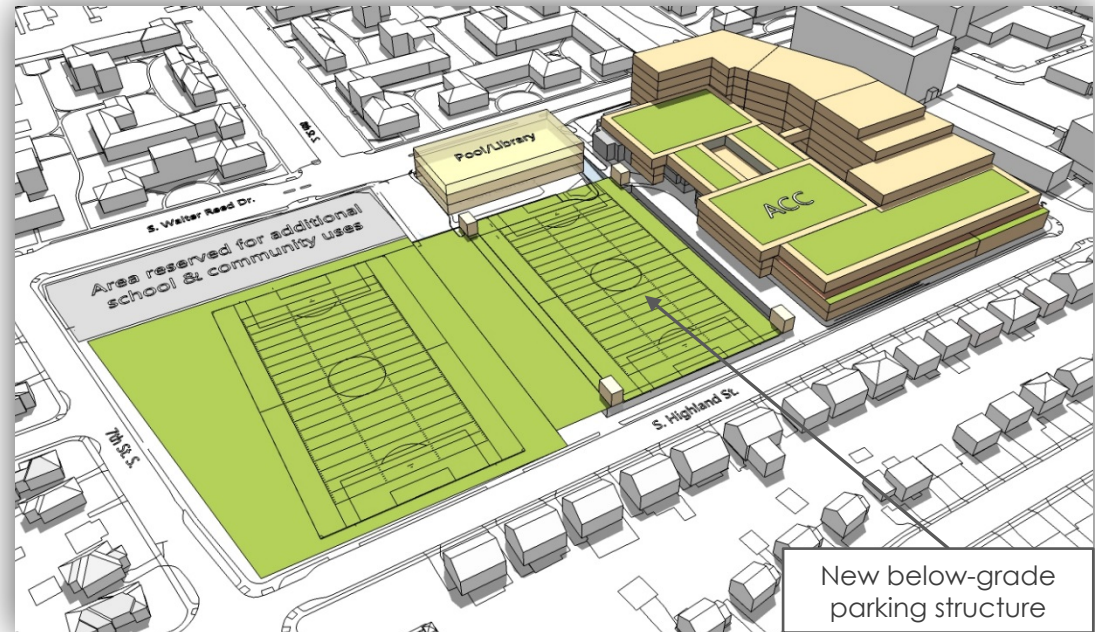 Pool/Library
ACC
S. Walter Reed Dr.
Area reserved for additional
school & community uses
S. Highland St.
7th St. S.
New below-grade
parking structure